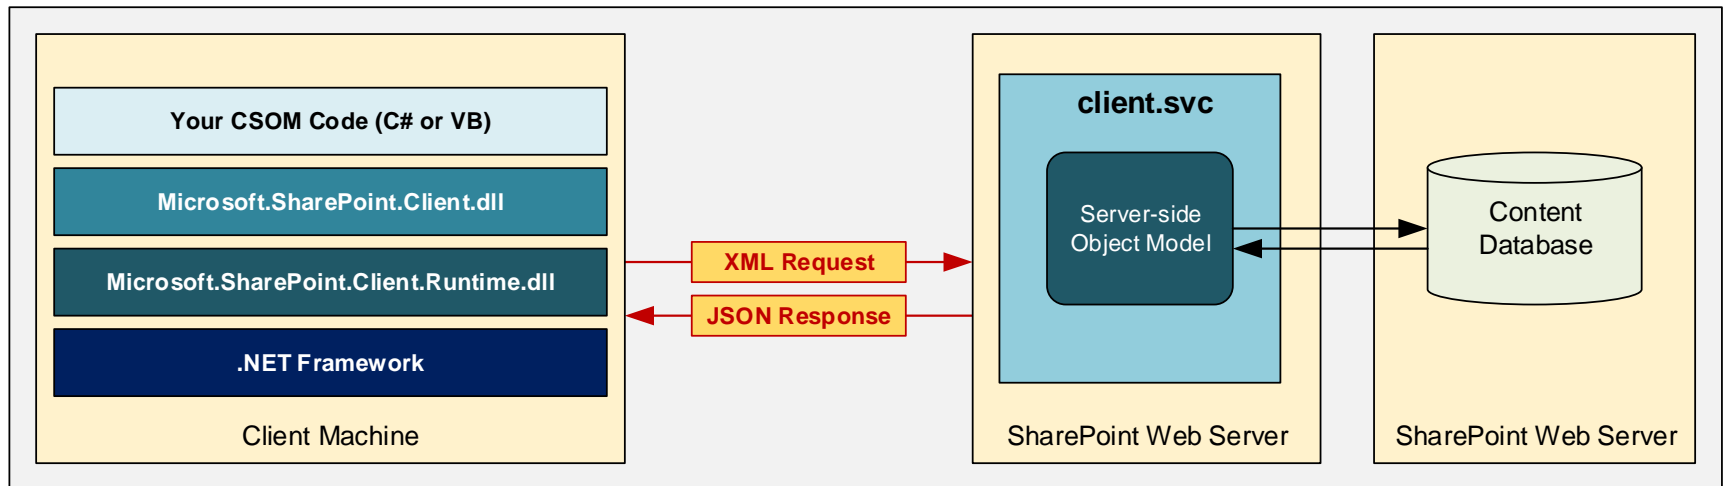 Your CSOM Code (C# or VB)
Microsoft.SharePoint.Client.dll
Microsoft.SharePoint.Client.Runtime.dll
.NET Framework
Client Machine
XML Request
JSON Response
client.svc
Server-side
Object Model
SharePoint Web Server
Content
Database
SharePoint Web Server